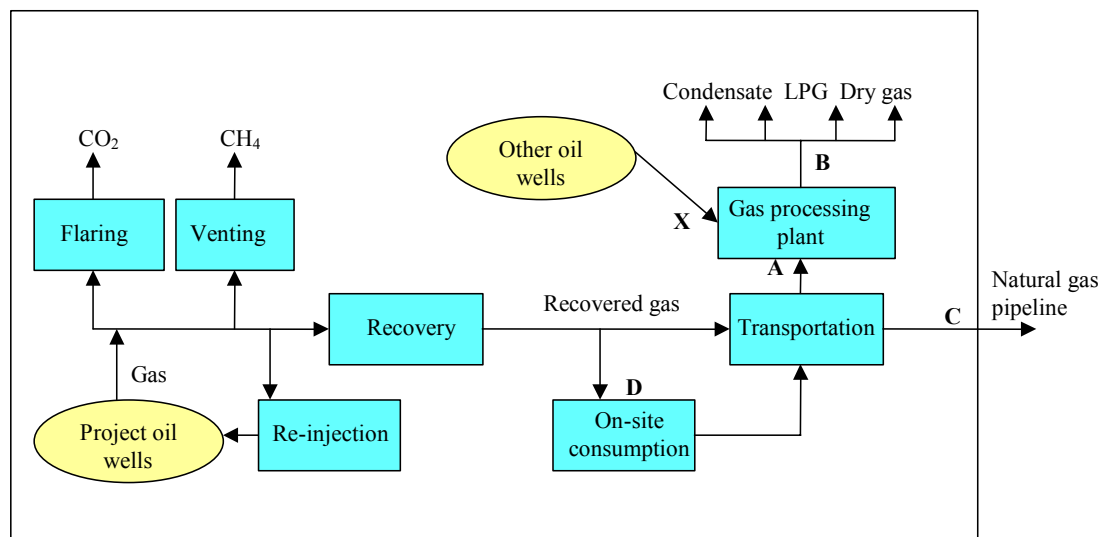 Condensate LPG Dry gas
CO₂
CH₄
Other oil
wells
B
Flaring
Venting
X
Gas processing
plant
A
Natural gas
pipeline
Recovered gas
Recovery
Transportation
C
Gas
D
Project oil
wells
Re-injection
On-site
consumption